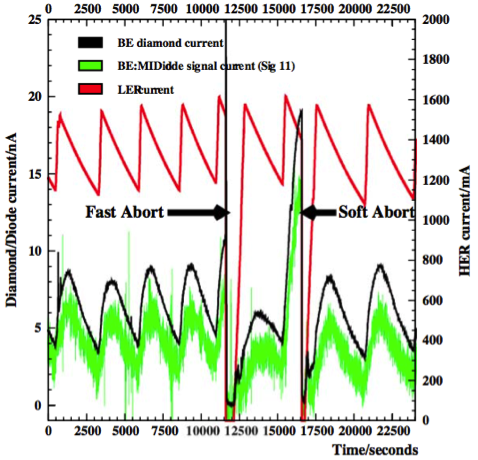 0 2500 5000 7500 10000 12500 15000 17500 20000 22500
25 2000
BE diamond current
1800
BE:MIDiode signal current (Sig 11)
LERcurrent
20 1600
1400
15 1200
Fast Abort Soft Abort
1000
10 800
600
5 400
200
0 0
0 2500 5000 7500 10000 12500 15000 17500 20000 22500
Time/seconds
Diamond/Diode current/nA
HER current/mA